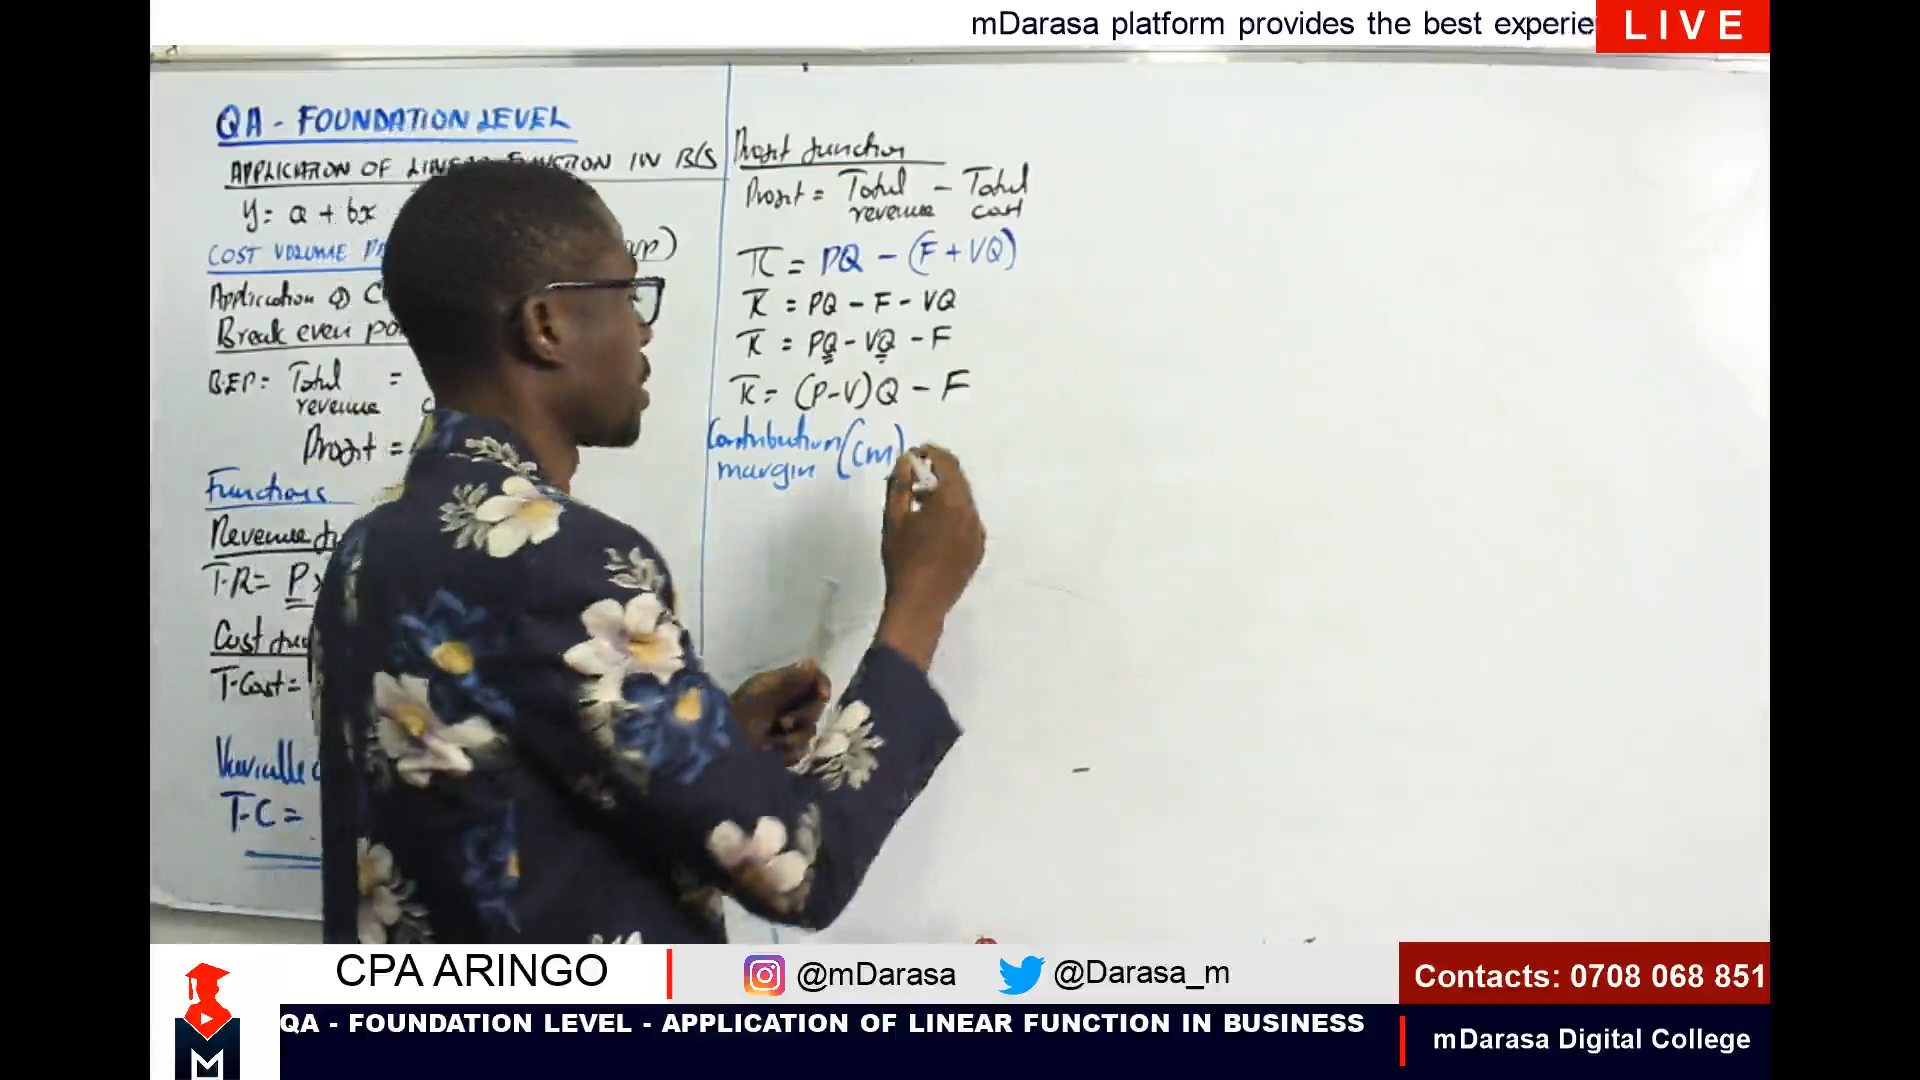 mDarasa platform provides the best experie
LIVE
QA - FOUNDATION LEVEL
APPLICATION OF LINEAR FUNCTION IN B/S
y = a + bx
COST VOLUME
Application
Break even
B.E.P = Total =
revenue
Profit =
Functions
Revenue
T-R = P
Cost
T-Cost =
Variable
T-C =
Profit function
Profit = Total - Total
revenue cost
π = PQ - (F + VQ)
π = PQ - F - VQ
π = PQ - VQ - F
π = (P-V)Q - F
Contribution (cm)
margin
CPA ARINGO
@mDarasa
@Darasa_m
Contacts: 0708 068 851
M
QA - FOUNDATION LEVEL - APPLICATION OF LINEAR FUNCTION IN BUSINESS
mDarasa Digital College